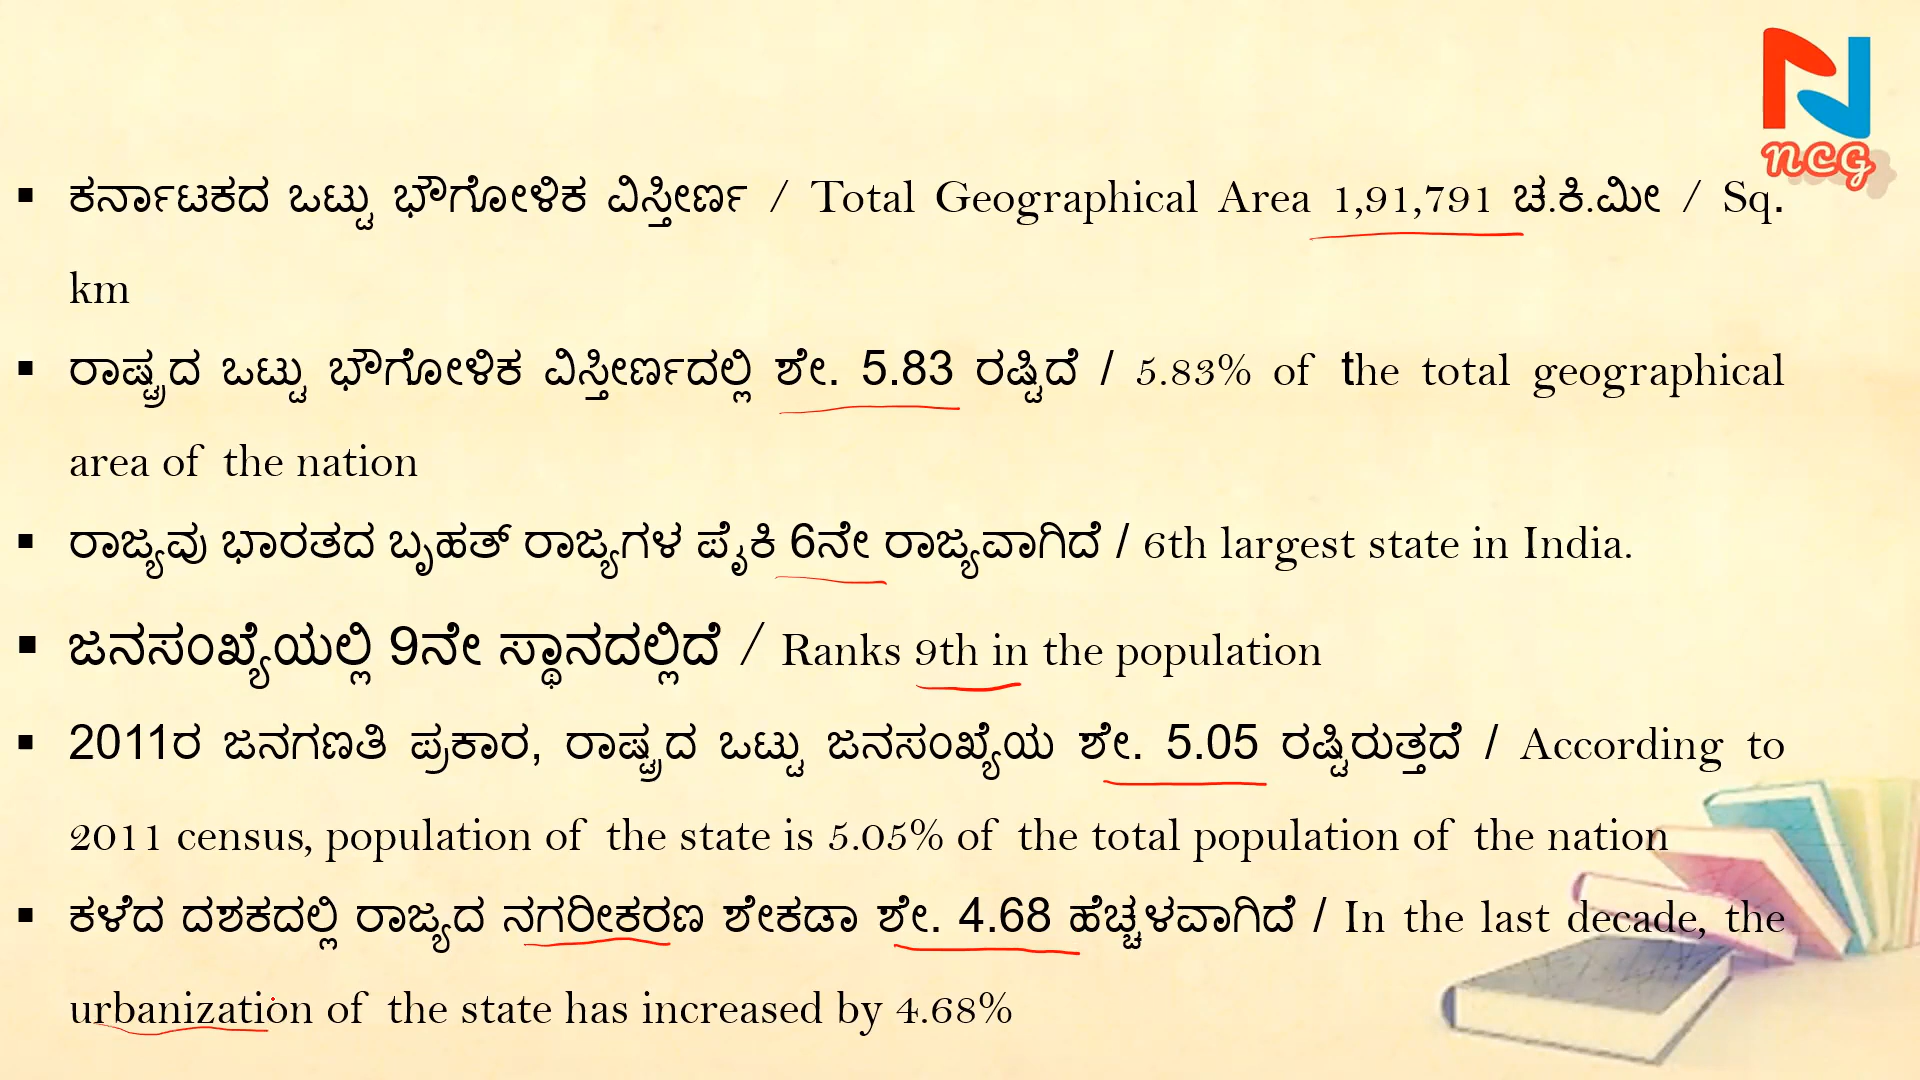 ncg
▪ ಕರ್ನಾಟಕದ ಒಟ್ಟು ಭೌಗೋಳಿಕ ವಿಸ್ತೀರ್ಣ / Total Geographical Area 1,91,791 ಚ.ಕಿ.ಮೀ / Sq.
km
▪ ರಾಷ್ಟ್ರದ ಒಟ್ಟು ಭೌಗೋಳಿಕ ವಿಸ್ತೀರ್ಣದಲ್ಲಿ ಶೇ. 5.83 ರಷ್ಟಿದೆ / 5.83% of the total geographical
area of the nation
▪ ರಾಜ್ಯವು ಭಾರತದ ಬೃಹತ್ ರಾಜ್ಯಗಳ ಪೈಕಿ 6ನೇ ರಾಜ್ಯವಾಗಿದೆ / 6th largest state in India.
▪ ಜನಸಂಖ್ಯೆಯಲ್ಲಿ 9ನೇ ಸ್ಥಾನದಲ್ಲಿದೆ / Ranks 9th in the population
▪ 2011ರ ಜನಗಣತಿ ಪ್ರಕಾರ, ರಾಷ್ಟ್ರದ ಒಟ್ಟು ಜನಸಂಖ್ಯೆಯ ಶೇ. 5.05 ರಷ್ಟಿರುತ್ತದೆ / According to
2011 census, population of the state is 5.05% of the total population of the nation
▪ ಕಳೆದ ದಶಕದಲ್ಲಿ ರಾಜ್ಯದ ನಗರೀಕರಣ ಶೇಕಡಾ ಶೇ. 4.68 ಹೆಚ್ಚಳವಾಗಿದೆ / In the last decade, the
urbanization of the state has increased by 4.68%